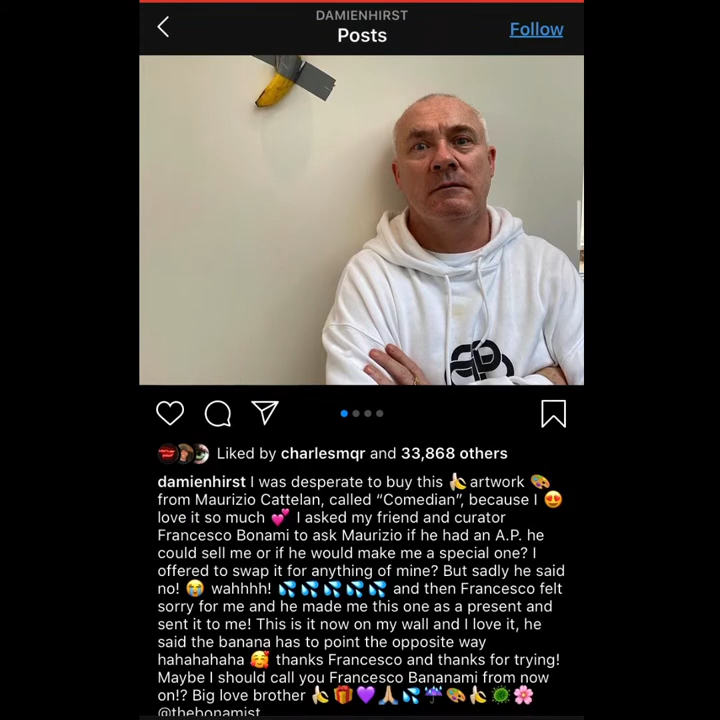 DAMIENHIRST
Posts
Follow
Liked by charlesmqr and 33,868 others
damienhirst I was desperate to buy this 🍌 artwork 🎨
from Maurizio Cattelan, called “Comedian”, because I 😍
love it so much 💕 I asked my friend and curator
Francesco Bonami to ask Maurizio if he had an A.P. he
could sell me or if he would make me a special one? I
offered to swap it for anything of mine? But sadly he said
no! 😭 wahhhh! 💦💦💦💦💦 and then Francesco felt
sorry for me and he made me this one as a present and
sent it to me! This is it now on my wall and I love it, he
said the banana has to point the opposite way
hahahahaha 🥰 thanks Francesco and thanks for trying!
Maybe I should call you Francesco Bananami from now
on!? Big love brother 🍌🎁💜🙏🏼💦☔🎨🍌🦠🌸
@thebonamist